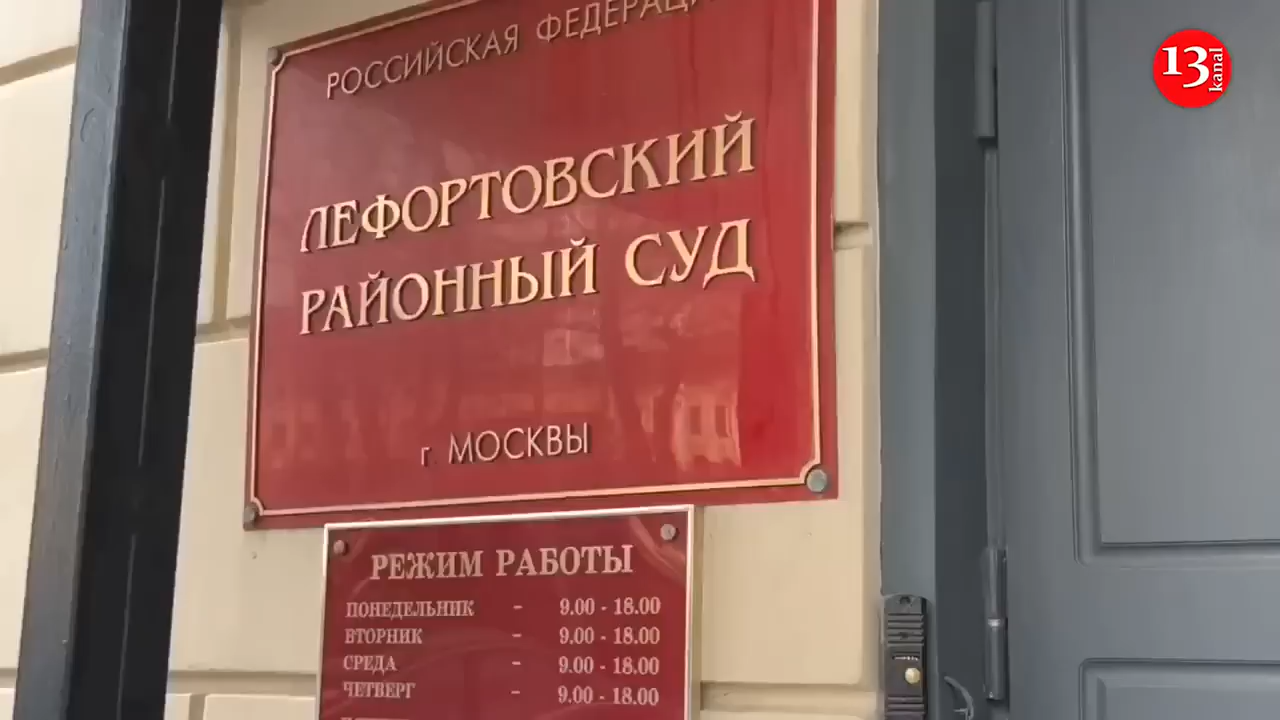 13 kanal
РОССИЙСКАЯ
ЛЕФОРТОВСКИЙ
РАЙОННЫЙ СУД
г. МОСКВЫ
РЕЖИМ РАБОТЫ
ПОНЕДЕЛЬНИК - 9.00 - 18.00
ВТОРНИК - 9.00 - 18.00
СРЕДА - 9.00 - 18.00
ЧЕТВЕРГ - 9.00 - 18.00